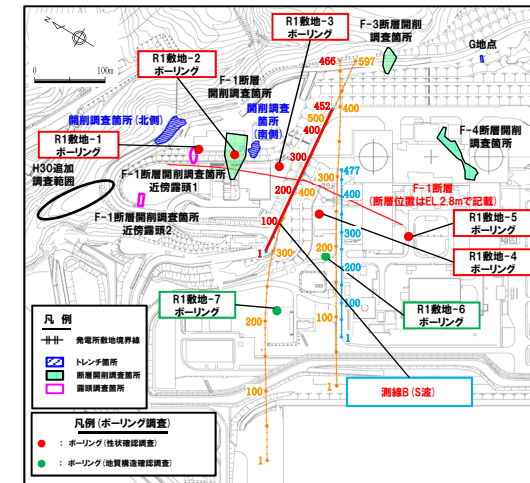 N
0
100m
R1敷地-3
ボーリング
F-3断層開削
調査箇所
G地点
R1敷地-2
ボーリング
F-1断層
開削調査箇所
466
597
開削調査箇所(北側)
開削調査
箇所
(南側)
452
500
400
400
R1敷地-1
ボーリング
H30追加
調査範囲
F-1断層開削調査箇所
近傍露頭1
300
400
300
477
F-4断層開削
調査箇所
F-1断層
(断層位置はEL.2.8mで記載)
F-1断層開削調査箇所
近傍露頭2
200
400
100
300
R1敷地-5
ボーリング
1
300
200
200
R1敷地-4
ボーリング
R1敷地-7
ボーリング
200
100
100
1
R1敷地-6
ボーリング
凡 例
発電所敷地境界線
トレンチ箇所
断層開削調査箇所
露頭調査箇所
100
1
測線B(S波)
凡例(ボーリング調査)
: ボーリング(性状確認調査)
: ボーリング(地質構造確認調査)
1